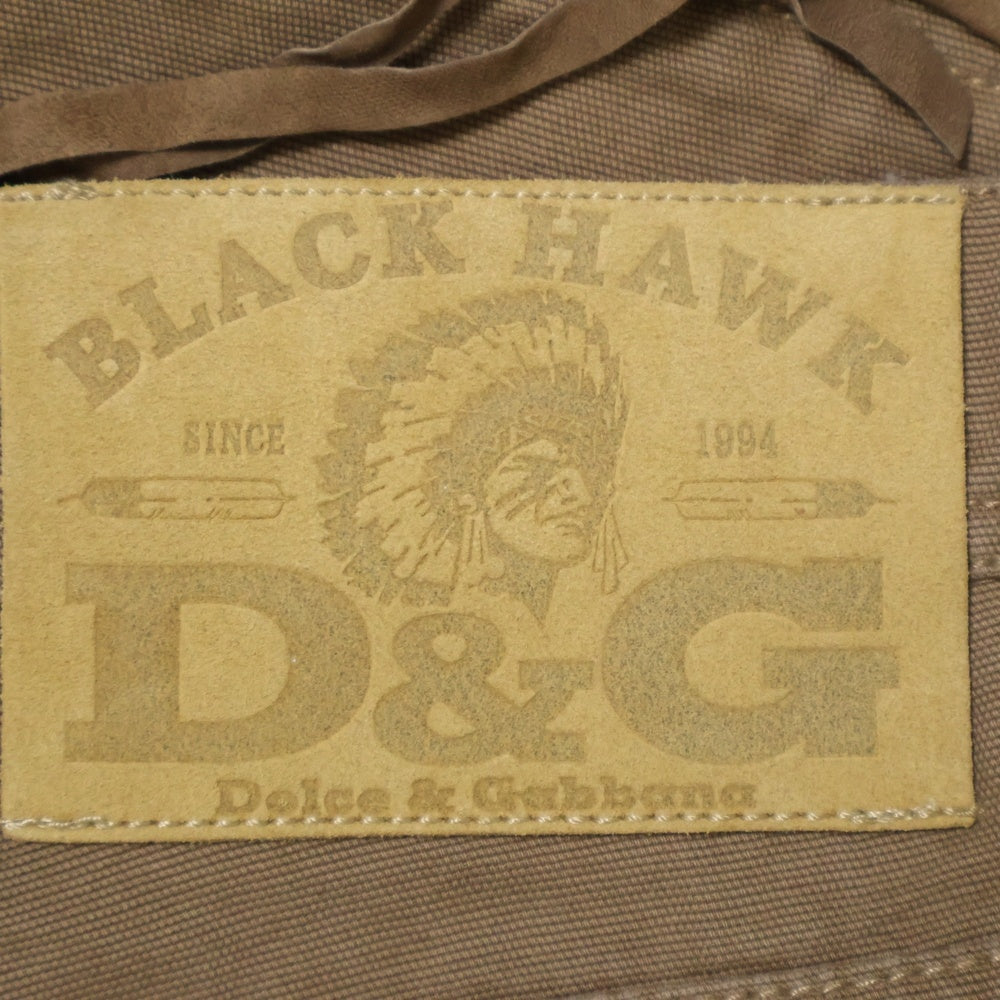 BLACK HAWK
SINCE 1994
D&G
Dolce & Gabbana